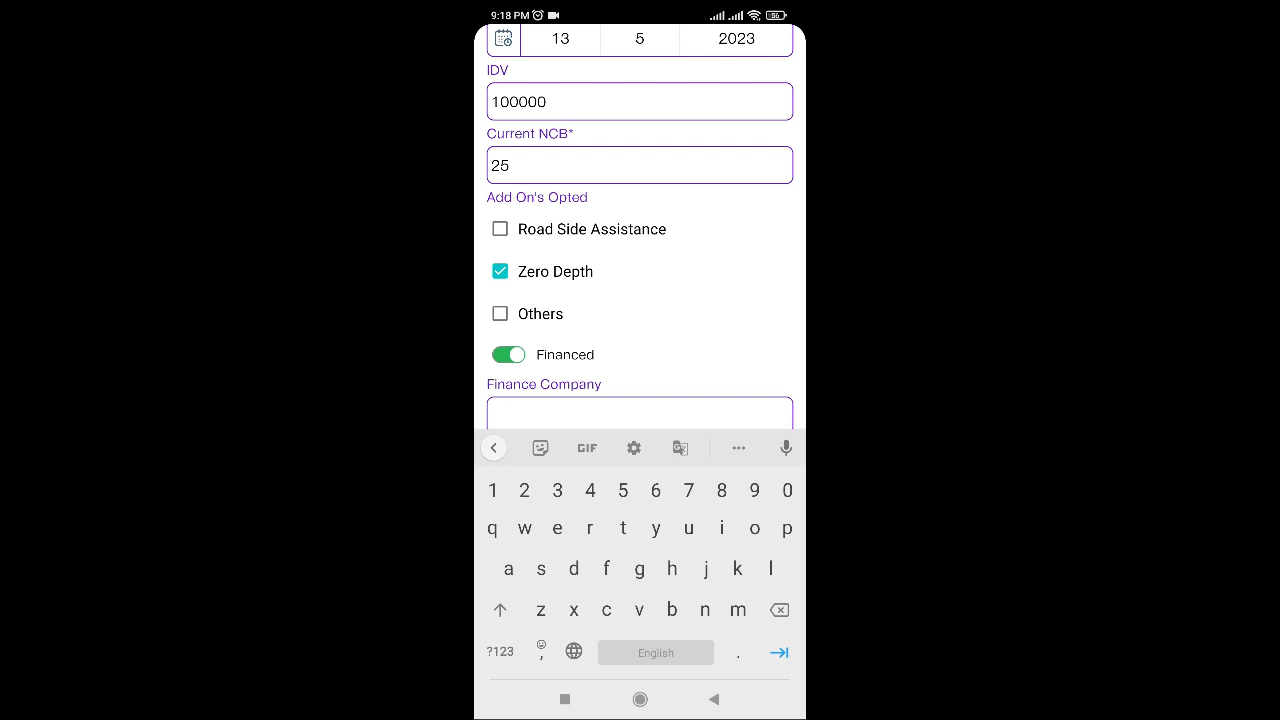 9:18 PM
56
13 5 2023
IDV
100000
Current NCB*
25
Add On's Opted
Road Side Assistance
Zero Depth
Others
Financed
Finance Company
GIF
1 2 3 4 5 6 7 8 9 0
q w e r t y u i o p
a s d f g h j k l
z x c v b n m
?123 , English .